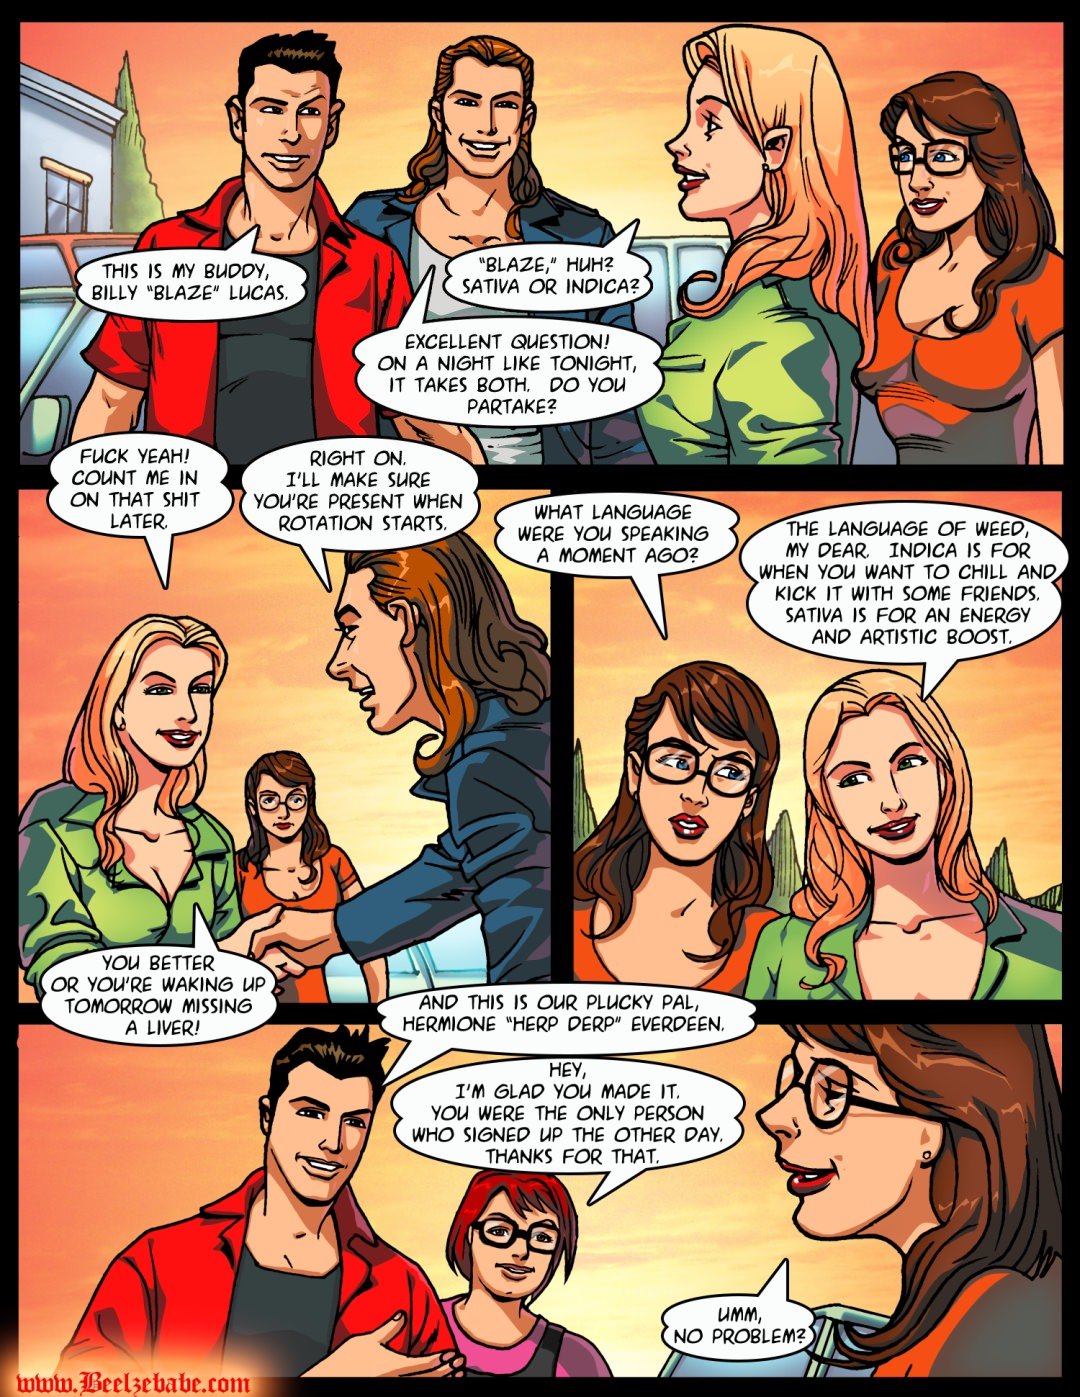 THIS IS MY BUDDY,
BILLY "BLAZE" LUCAS.
"BLAZE," HUH?
SATIVA OR INDICA?
EXCELLENT QUESTION!
ON A NIGHT LIKE TONIGHT,
IT TAKES BOTH. DO YOU
PARTAKE?
FUCK YEAH!
COUNT ME IN
ON THAT SHIT
LATER.
RIGHT ON.
I'LL MAKE SURE
YOU'RE PRESENT WHEN
ROTATION STARTS.
YOU BETTER
OR YOU'RE WAKING UP
TOMORROW MISSING
A LIVER!
WHAT LANGUAGE
WERE YOU SPEAKING
A MOMENT AGO?
THE LANGUAGE OF WEED,
MY DEAR. INDICA IS FOR
WHEN YOU WANT TO CHILL AND
KICK IT WITH SOME FRIENDS.
SATIVA IS FOR AN ENERGY
AND ARTISTIC BOOST.
AND THIS IS OUR PLUCKY PAL,
HERMIONE "HERP DERP" EVERDEEN.
HEY,
I'M GLAD YOU MADE IT.
YOU WERE THE ONLY PERSON
WHO SIGNED UP THE OTHER DAY.
THANKS FOR THAT.
UMM,
NO PROBLEM?
www.Beelzebabe.com